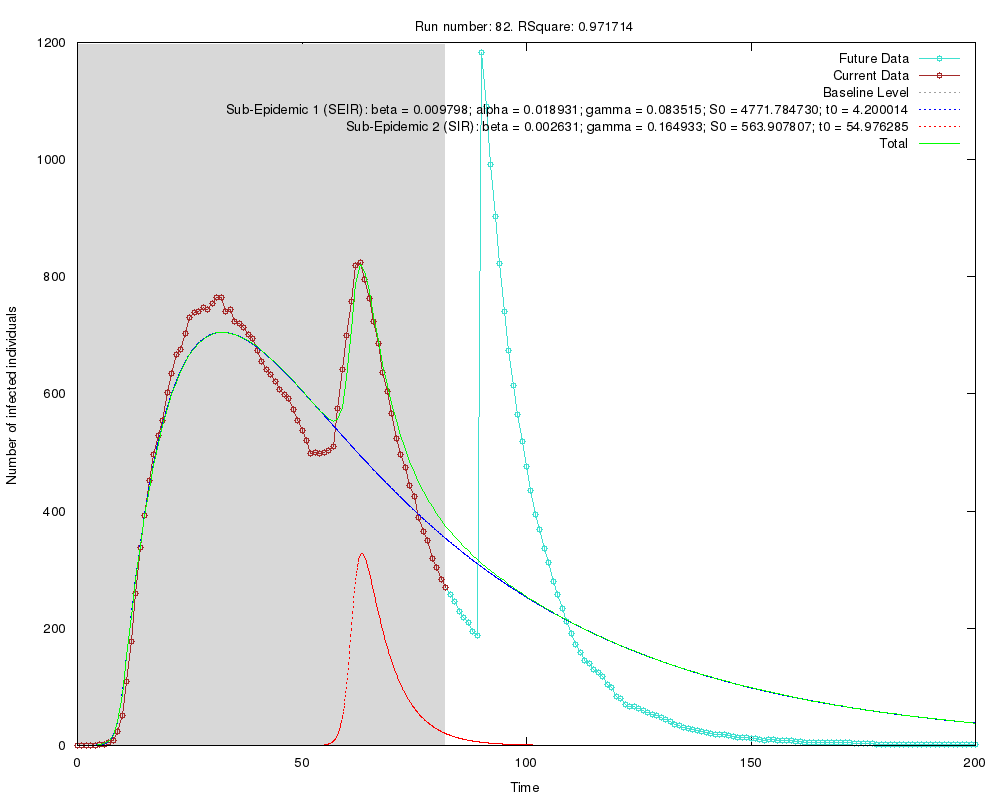 Run number: 82. RSquare: 0.971714
1200
1000
800
600
400
200
0
Number of infected individuals
Future Data
Current Data
Baseline Level
Sub-Epidemic 1 (SEIR): beta = 0.009798; alpha = 0.018931; gamma = 0.083515; S0 = 4771.784730; t0 = 4.200014
Sub-Epidemic 2 (SIR): beta = 0.002631; gamma = 0.164933; S0 = 563.907807; t0 = 54.976285
Total
0 50 100 150 200
Time